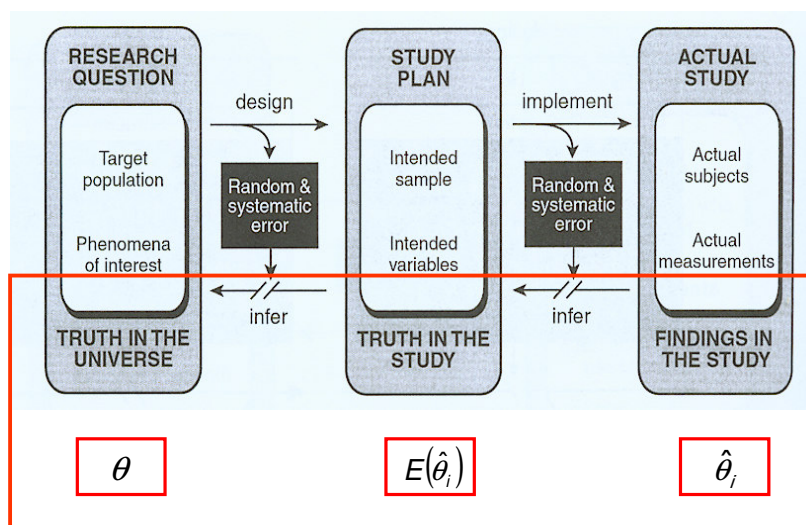 RESEARCH
QUESTION
Target
population
Phenomena
of interest
TRUTH IN THE
UNIVERSE
design
Random &
systematic
error
infer
STUDY
PLAN
Intended
sample
Intended
variables
TRUTH IN THE
STUDY
implement
Random &
systematic
error
infer
ACTUAL
STUDY
Actual
subjects
Actual
measurements
FINDINGS IN
THE STUDY
θ
E(θ̂ᵢ)
θ̂ᵢ